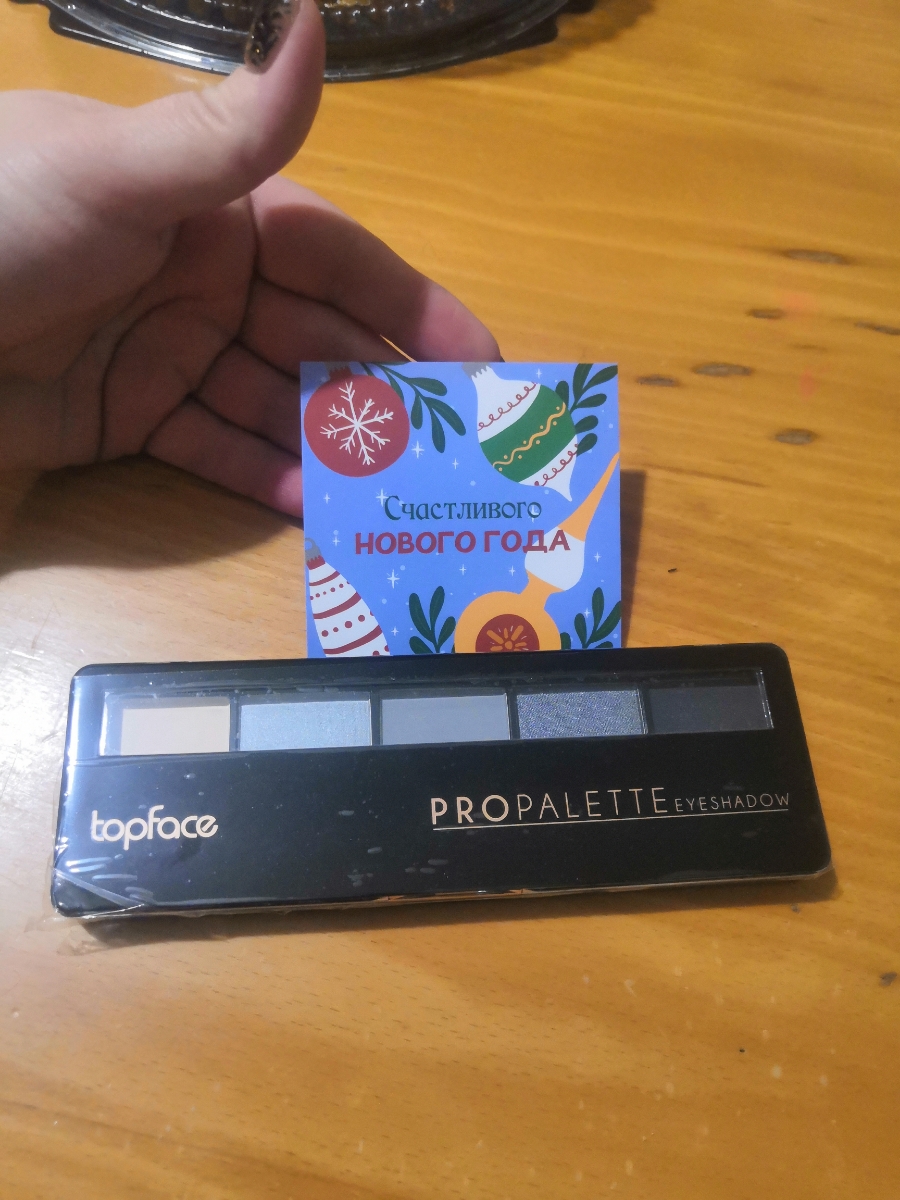 Счастливого
НОВОГО ГОДА
topface
PROPALETTE EYESHADOW